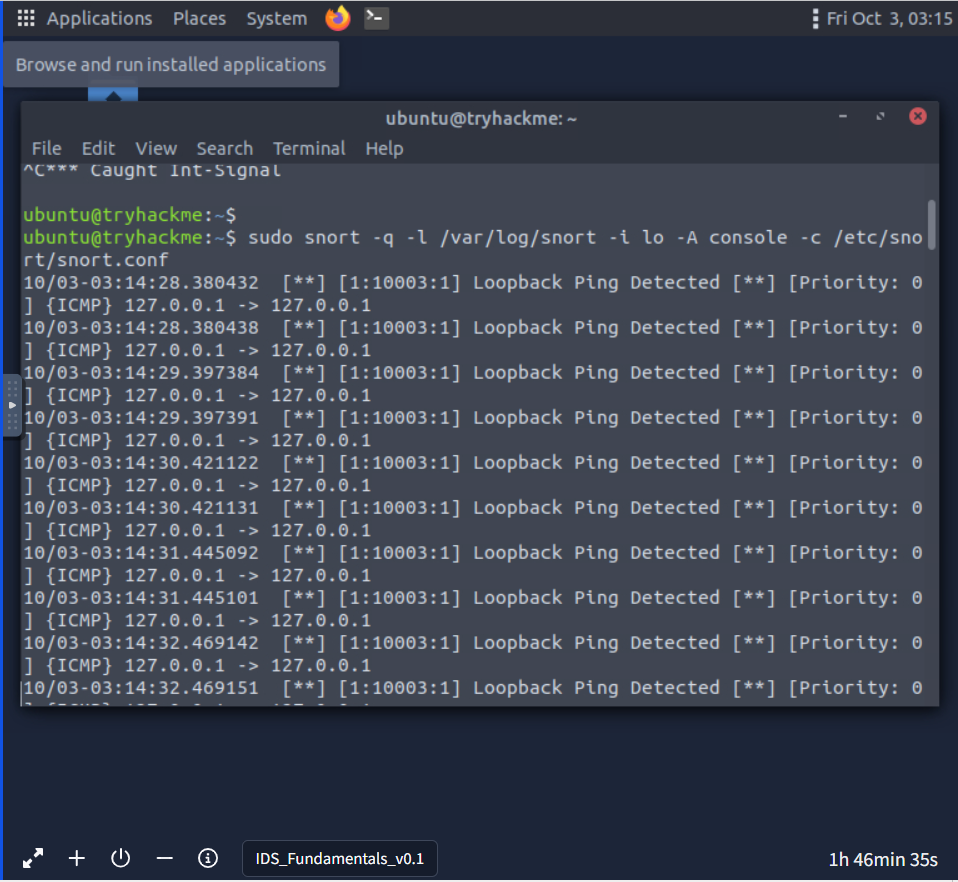 Applications Places System Fri Oct 3, 03:15
Browse and run installed applications
ubuntu@tryhackme: ~
File Edit View Search Terminal Help
^C*** Caught Int-Signal
ubuntu@tryhackme:~$
ubuntu@tryhackme:~$ sudo snort -q -l /var/log/snort -i lo -A console -c /etc/sno
rt/snort.conf
10/03-03:14:28.380432  [**] [1:10003:1] Loopback Ping Detected [**] [Priority: 0
] {ICMP} 127.0.0.1 -> 127.0.0.1
10/03-03:14:28.380438  [**] [1:10003:1] Loopback Ping Detected [**] [Priority: 0
] {ICMP} 127.0.0.1 -> 127.0.0.1
10/03-03:14:29.397384  [**] [1:10003:1] Loopback Ping Detected [**] [Priority: 0
] {ICMP} 127.0.0.1 -> 127.0.0.1
10/03-03:14:29.397391  [**] [1:10003:1] Loopback Ping Detected [**] [Priority: 0
] {ICMP} 127.0.0.1 -> 127.0.0.1
10/03-03:14:30.421122  [**] [1:10003:1] Loopback Ping Detected [**] [Priority: 0
] {ICMP} 127.0.0.1 -> 127.0.0.1
10/03-03:14:30.421131  [**] [1:10003:1] Loopback Ping Detected [**] [Priority: 0
] {ICMP} 127.0.0.1 -> 127.0.0.1
10/03-03:14:31.445092  [**] [1:10003:1] Loopback Ping Detected [**] [Priority: 0
] {ICMP} 127.0.0.1 -> 127.0.0.1
10/03-03:14:31.445101  [**] [1:10003:1] Loopback Ping Detected [**] [Priority: 0
] {ICMP} 127.0.0.1 -> 127.0.0.1
10/03-03:14:32.469142  [**] [1:10003:1] Loopback Ping Detected [**] [Priority: 0
] {ICMP} 127.0.0.1 -> 127.0.0.1
10/03-03:14:32.469151  [**] [1:10003:1] Loopback Ping Detected [**] [Priority: 0
IDS_Fundamentals_v0.1
1h 46min 35s